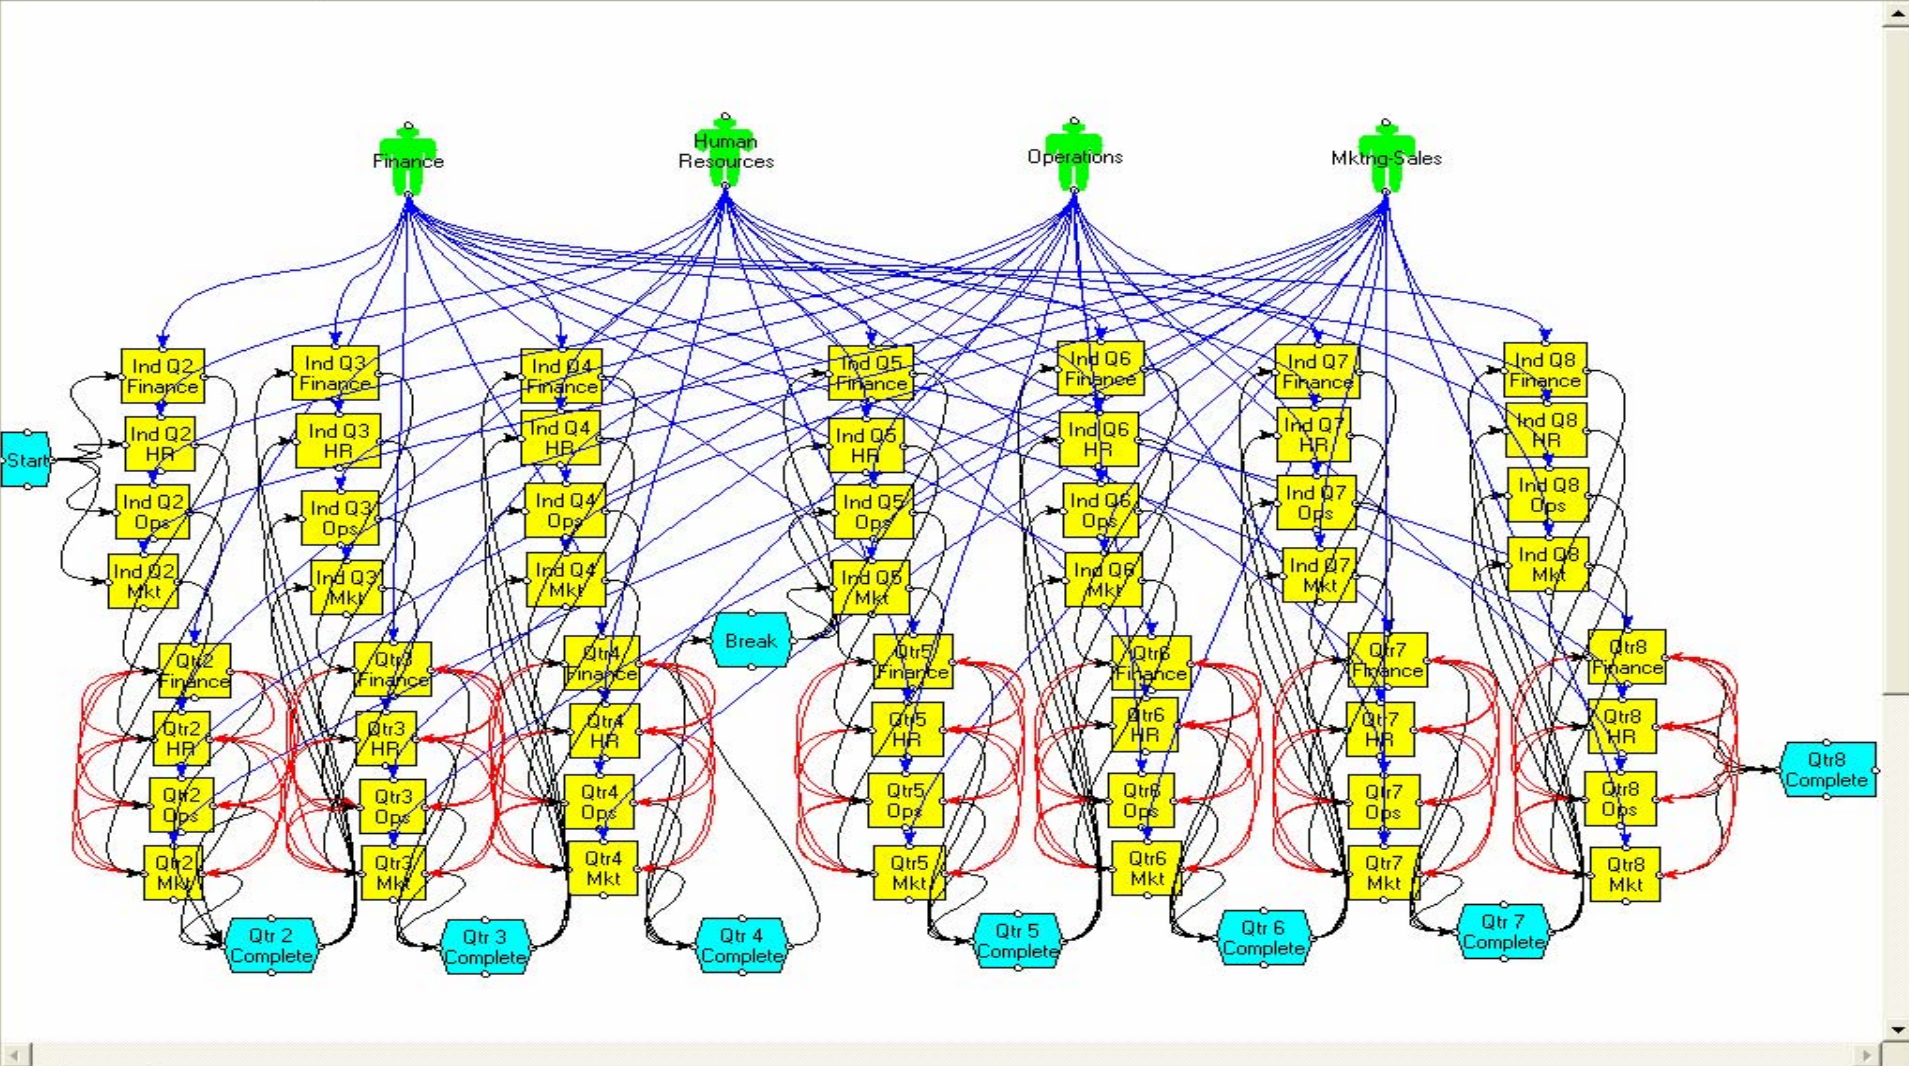 Finance
Human
Resources
Operations
Mktng-Sales
Ind Q2
Finance
Ind Q3
Finance
Ind Q4
Finance
Ind Q5
Finance
Ind Q6
Finance
Ind Q7
Finance
Ind Q8
Finance
Start
Ind Q2
HR
Ind Q3
HR
Ind Q4
HR
Ind Q5
HR
Ind Q6
HR
Ind Q7
HR
Ind Q8
HR
Ind Q2
Ops
Ind Q3
Ops
Ind Q4
Ops
Ind Q5
Ops
Ind Q6
Ops
Ind Q7
Ops
Ind Q8
Ops
Ind Q2
Mkt
Ind Q3
Mkt
Ind Q4
Mkt
Ind Q5
Mkt
Ind Q6
Mkt
Ind Q7
Mkt
Ind Q8
Mkt
Break
Qtr2
Finance
Qtr3
Finance
Qtr4
Finance
Qtr5
Finance
Qtr6
Finance
Qtr7
Finance
Qtr8
Finance
Qtr2
HR
Qtr3
HR
Qtr4
HR
Qtr5
HR
Qtr6
HR
Qtr7
HR
Qtr8
HR
Qtr2
Ops
Qtr3
Ops
Qtr4
Ops
Qtr5
Ops
Qtr6
Ops
Qtr7
Ops
Qtr8
Ops
Qtr8
Complete
Qtr2
Mkt
Qtr3
Mkt
Qtr4
Mkt
Qtr5
Mkt
Qtr6
Mkt
Qtr7
Mkt
Qtr8
Mkt
Qtr 2
Complete
Qtr 3
Complete
Qtr 4
Complete
Qtr 5
Complete
Qtr 6
Complete
Qtr 7
Complete